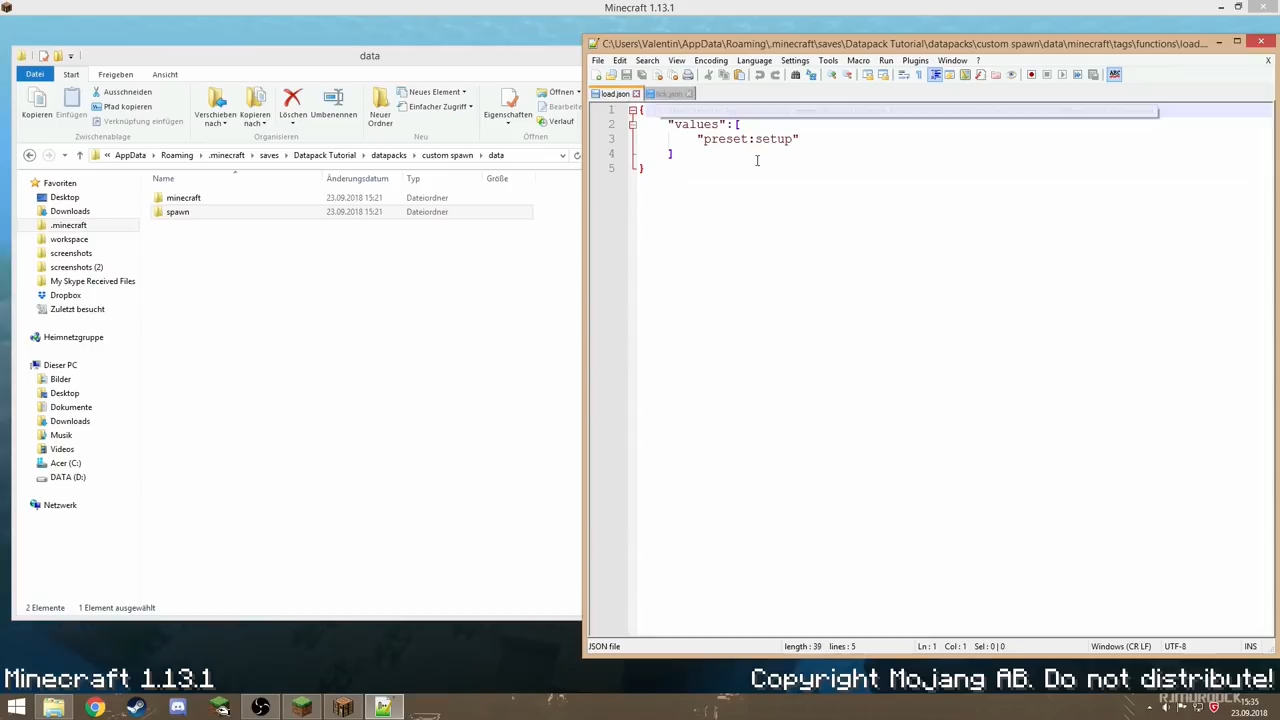 Minecraft 1.13.1
data
Datei
Start
Freigeben
Ansicht
Kopieren
Einfügen
Ausschneiden
Pfad kopieren
Verknüpfung einfügen
Zwischenablage
Verschieben nach
Kopieren nach
Löschen
Umbenennen
Organisieren
Neuer Ordner
Neues Element
Einfacher Zugriff
Neu
Eigenschaften
Öffnen
Verlauf
« AppData Roaming .minecraft saves Datapack Tutorial datapacks custom spawn data
Name Änderungsdatum Typ Größe
minecraft 23.09.2018 15:21 Dateiordner
spawn 23.09.2018 15:21 Dateiordner
Favoriten
Desktop
Downloads
.minecraft
workspace
screenshots
screenshots (2)
My Skype Received Files
Dropbox
Zuletzt besucht
Heimnetzgruppe
Dieser PC
Bilder
Desktop
Dokumente
Downloads
Musik
Videos
Acer (C:)
DATA (D:)
Netzwerk
2 Elemente 1 Element ausgewählt
C:\Users\Valentin\AppData\Roaming\.minecraft\saves\Datapack Tutorial\datapacks\custom spawn\data\minecraft\tags\functions\load....
File Edit Search View Encoding Language Settings Tools Macro Run Plugins Window ? X
load.json tick.json
1 {
2 "values":[
3 "preset:setup"
4 ]
5 }
JSON file length : 39 lines : 5 Ln : 1 Col : 1 Sel : 0 | 0 Windows (CR LF) UTF-8 INS
Minecraft 1.13.1
Copyright Mojang AB. Do not distribute!
15:35
23.09.2018